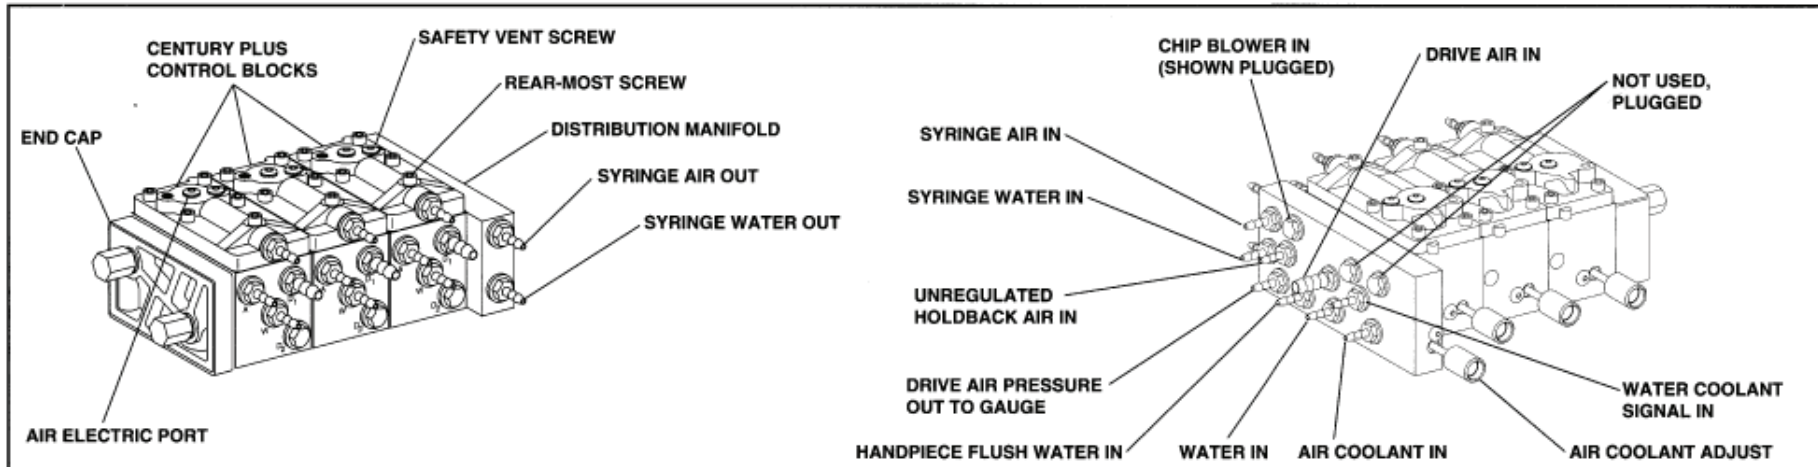 CENTURY PLUS
CONTROL BLOCKS
SAFETY VENT SCREW
REAR-MOST SCREW
DISTRIBUTION MANIFOLD
END CAP
SYRINGE AIR OUT
SYRINGE WATER OUT
AIR ELECTRIC PORT
CHIP BLOWER IN
(SHOWN PLUGGED)
DRIVE AIR IN
NOT USED,
PLUGGED
SYRINGE AIR IN
SYRINGE WATER IN
UNREGULATED
HOLDBACK AIR IN
DRIVE AIR PRESSURE
OUT TO GAUGE
WATER COOLANT
SIGNAL IN
HANDPIECE FLUSH WATER IN
WATER IN
AIR COOLANT IN
AIR COOLANT ADJUST